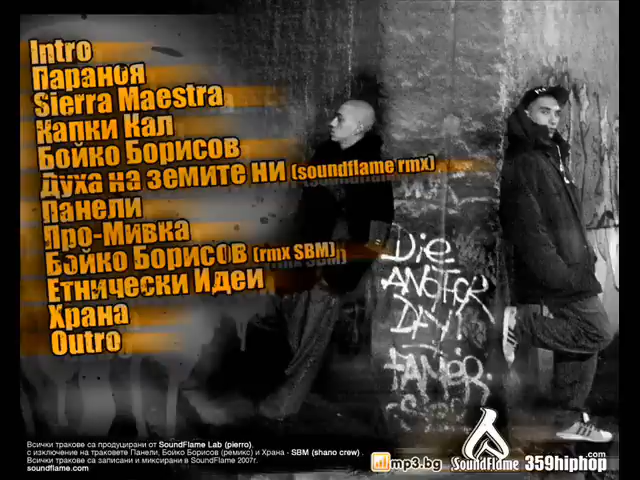 Intro
Параноя
Sierra Maestra
Капки Кал
Бойко Борисов
Духа на земите ни (soundflame rmx)
Панели
Про-Мивка
Бойко Борисов (rmx SBM)
Етнически Идеи
Храна
Outro
Die
ANOTHOR
DAY!
TAMER.
Всички тракове са продуцирани от SoundFlame Lab (pierro),
с изключение на траковете Панели, Бойко Борисов (ремикс) и Храна - SBM (shano crew) .
Всички тракове са записани и миксирани в SoundFlame 2007г.
soundflame.com
mp3.bg
SoundFlame
359hiphop
.com